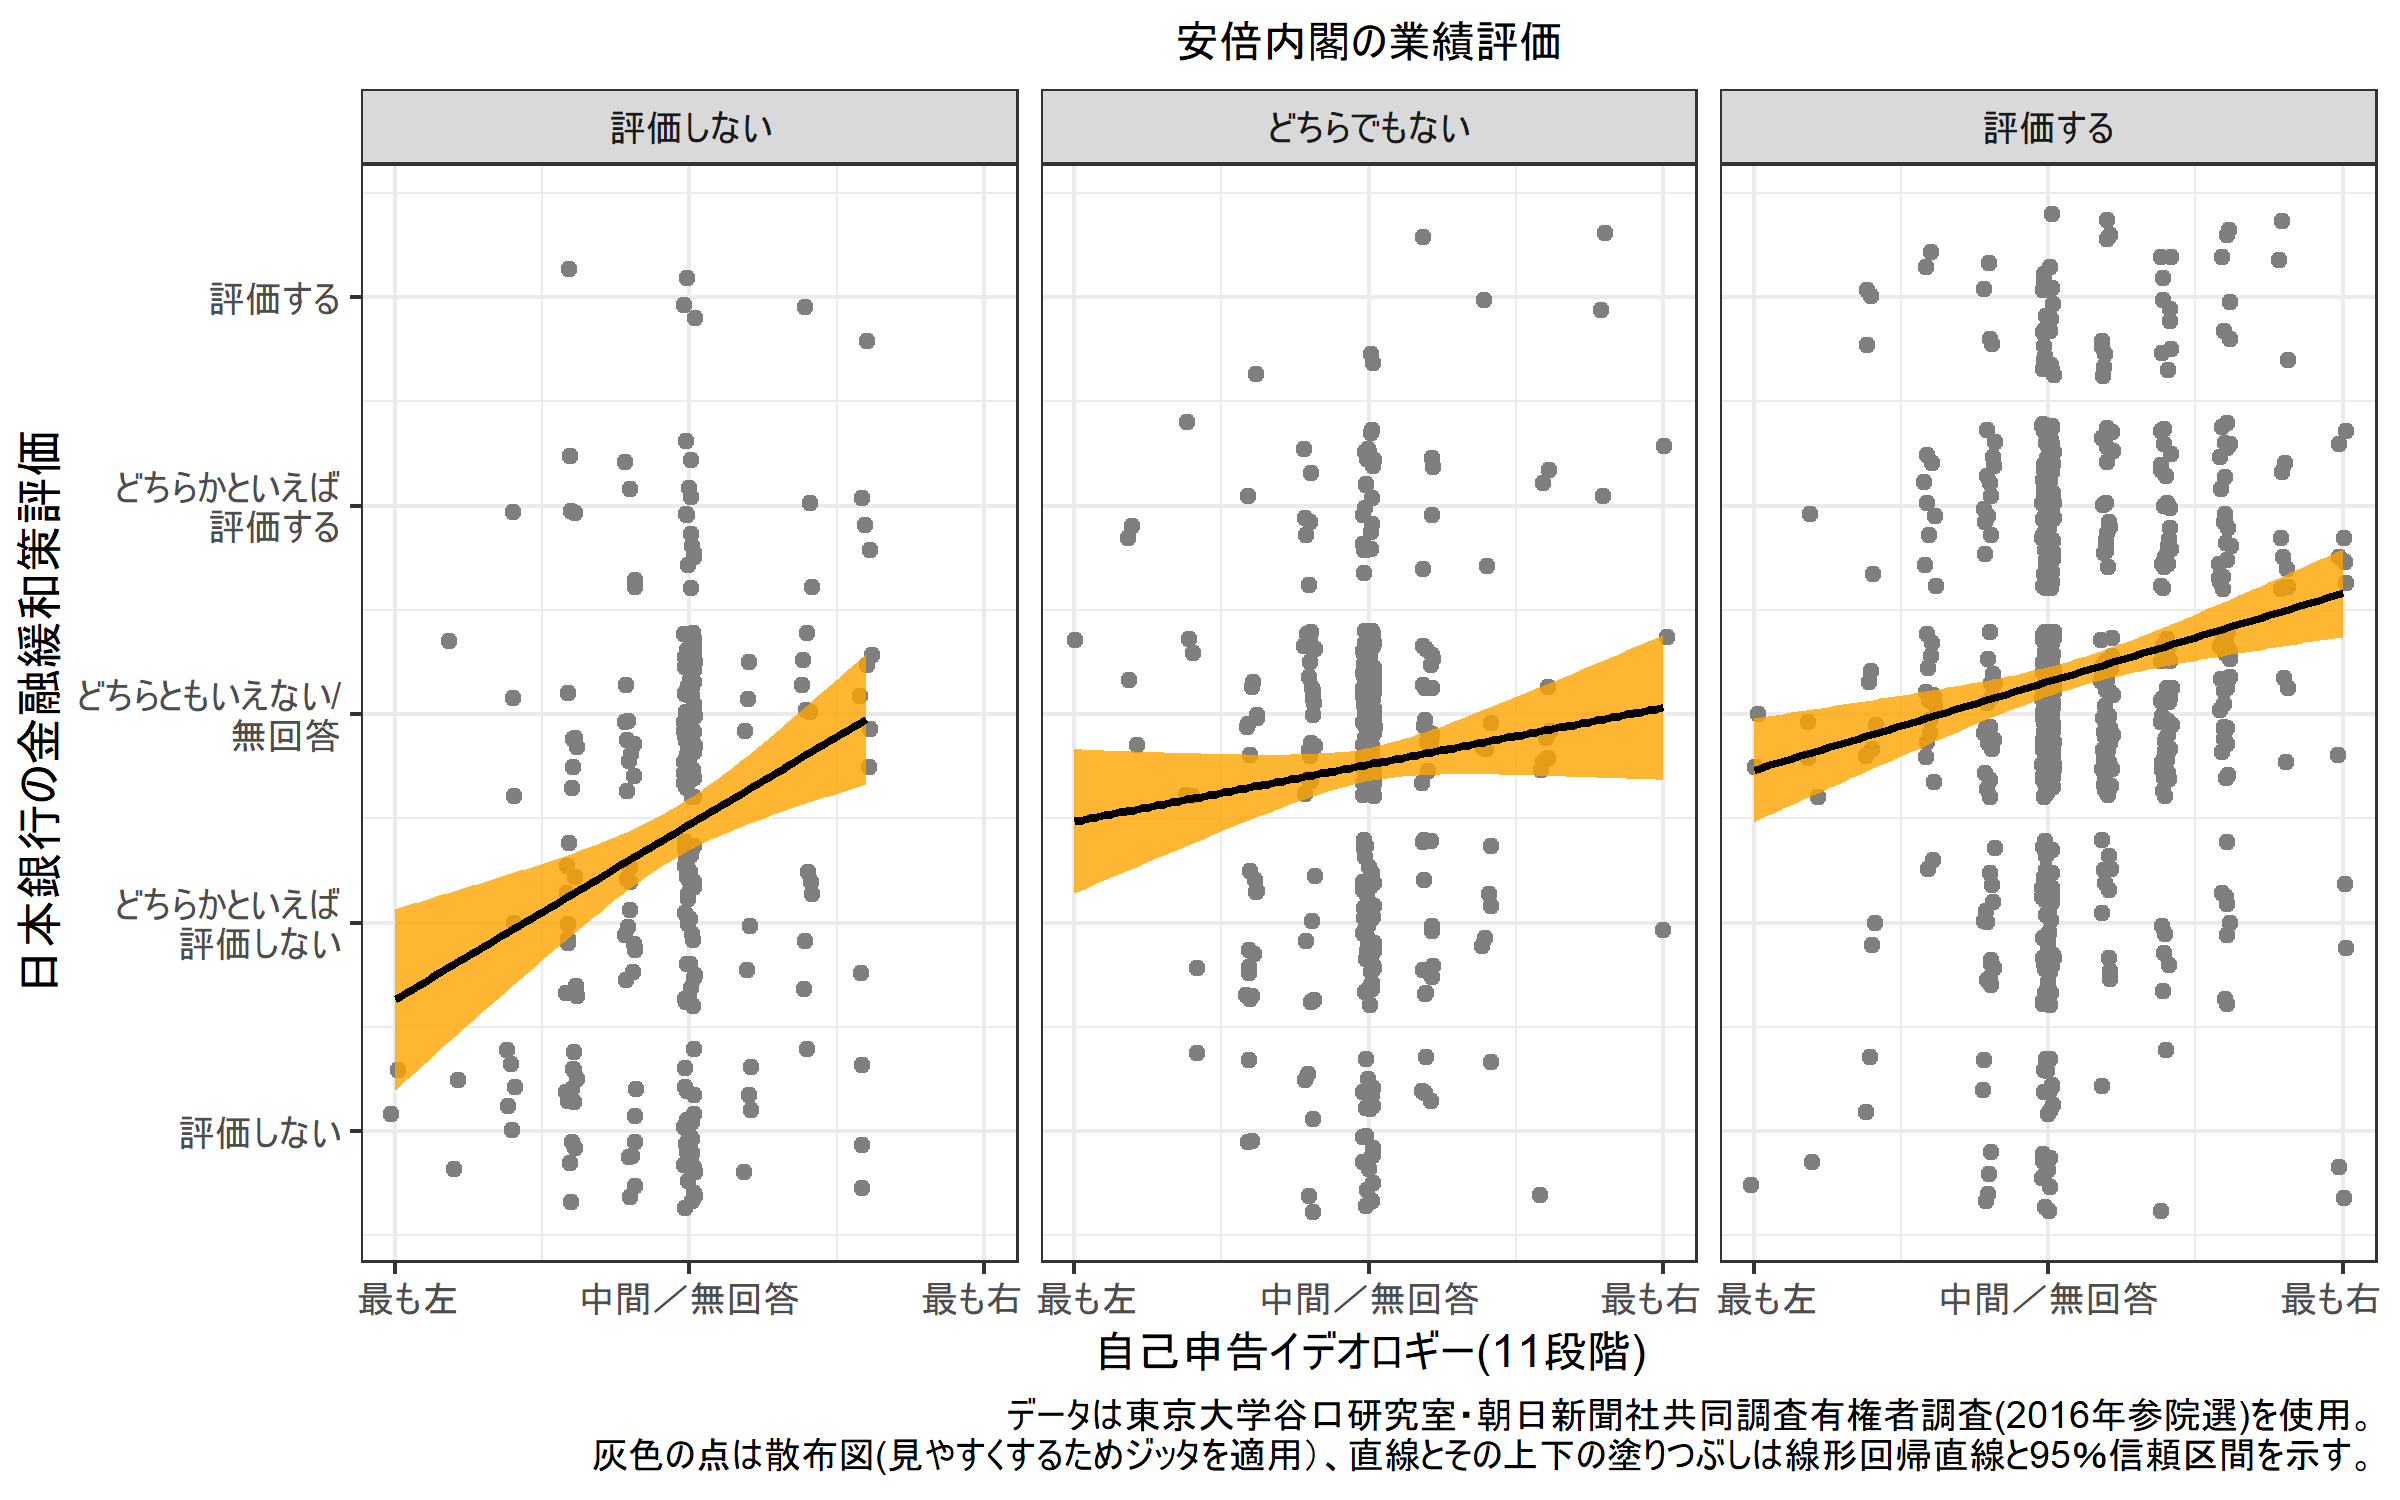 安倍内閣の業績評価
評価しない
どちらでもない
評価する
日本銀行の金融緩和策評価
評価する
どちらかといえば
評価する
どちらともいえない/
無回答
どちらかといえば
評価しない
評価しない
最も左
中間／無回答
最も右
最も左
中間／無回答
最も右
最も左
中間／無回答
最も右
自己申告イデオロギー(11段階)
データは東京大学谷口研究室・朝日新聞社共同調査有権者調査(2016年参院選)を使用。
灰色の点は散布図(見やすくするためジッタを適用）、直線とその上下の塗りつぶしは線形回帰直線と95%信頼区間を示す。